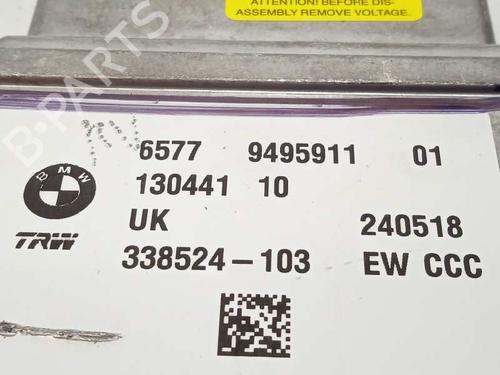 ATTENTION! BEFORE DIS-
ASSEMBLY REMOVE VOLTAGE.
B-PARTS
6577 9495911 01
BMW
130441 10
UK 240518
TRW
338524-103 EW CCC